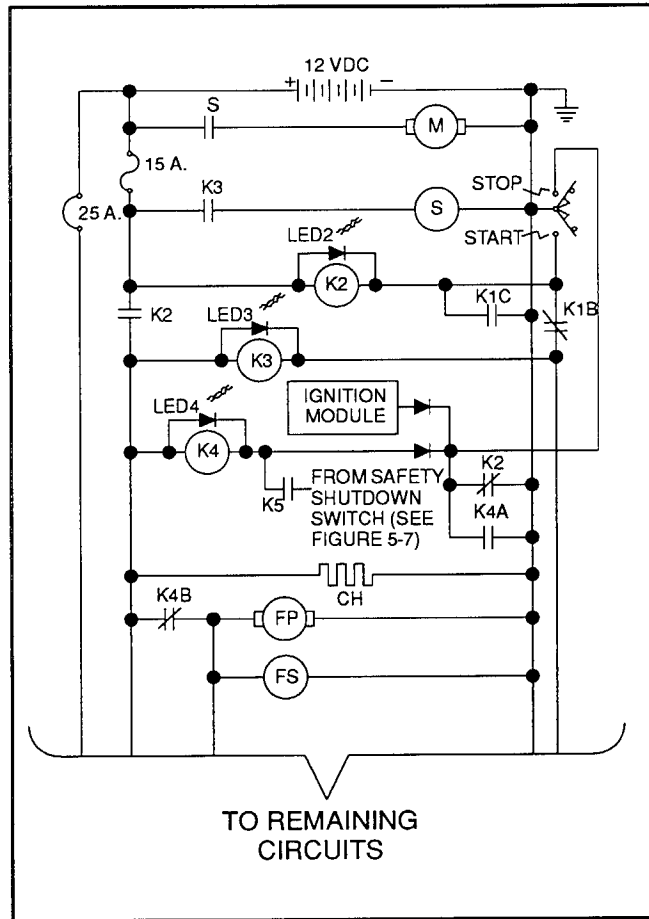 12 VDC
+ −
S
M
15 A.
K3
STOP
25 A.
S
START
LED2
K2
K1C
K1B
K2
LED3
K3
LED4
IGNITION
MODULE
K4
K2
K5
FROM SAFETY
SHUTDOWN
SWITCH (SEE
FIGURE 5-7)
K4A
CH
K4B
FP
FS
TO REMAINING
CIRCUITS